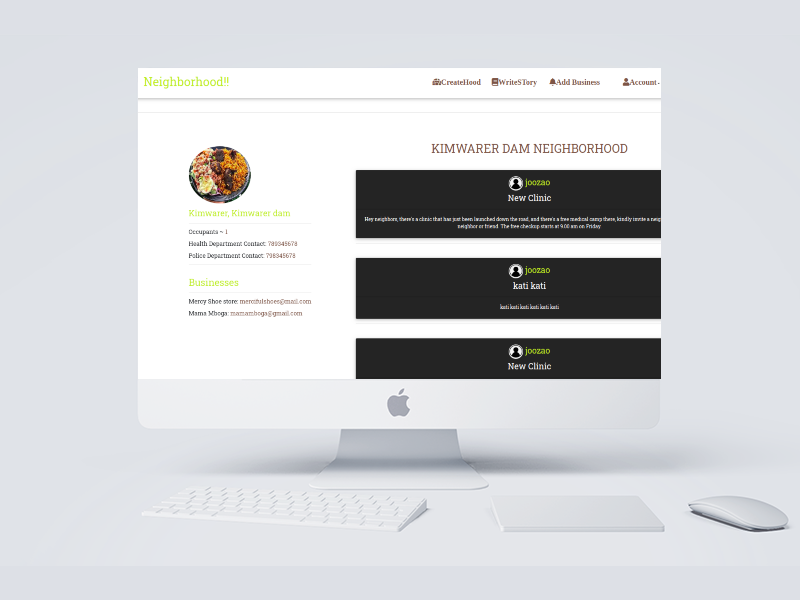 Neighborhood!!
CreateHood WriteSTory Add Business Account
KIMWARER DAM NEIGHBORHOOD
Kimwarer, Kimwarer dam
Occupants ~ 1
Health Department Contact: 789345678
Police Department Contact: 798345678
Businesses
Mercy Shoe store: mercifulshoes@mail.com
Mama Mboga: mamamboga@gmail.com
joozao
New Clinic
Hey neighors, there's a clinic that has just been launched down the road, and there's a free medical camp there, kindly invite a neig
neighbor or friend. The free checkup starts at 9.00 am on Friday
joozao
kati kati
kati kati kati kati kati kati
joozao
New Clinic